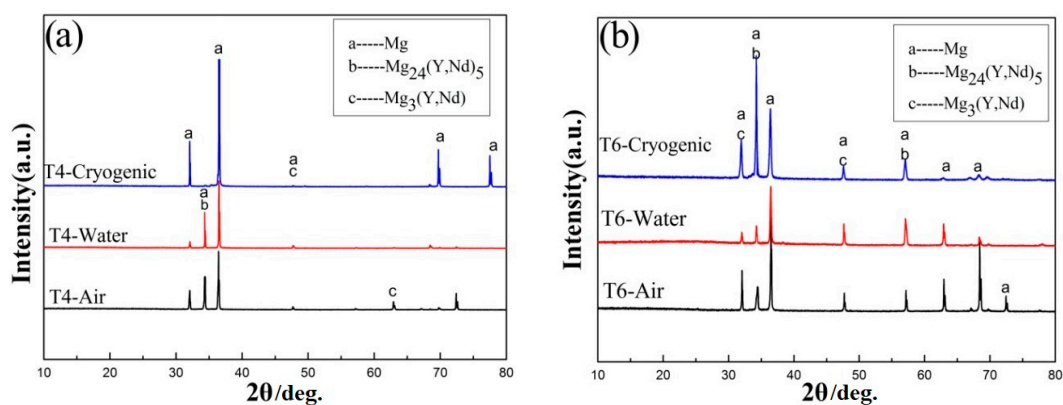 (a)
a-----Mg
b-----Mg24(Y,Nd)5
c-----Mg3(Y,Nd)
a
a
a
c
a
a
T4-Cryogenic
a
b
T4-Water
c
T4-Air
Intensity(a.u.)
10 20 30 40 50 60 70 80
2θ/deg.
(b)
a-----Mg
b-----Mg24(Y,Nd)5
c-----Mg3(Y,Nd)
a
b
a
a
c
a
c
a
b
a
a
T6-Cryogenic
T6-Water
T6-Air
a
Intensity(a.u.)
10 20 30 40 50 60 70 80
2θ/deg.